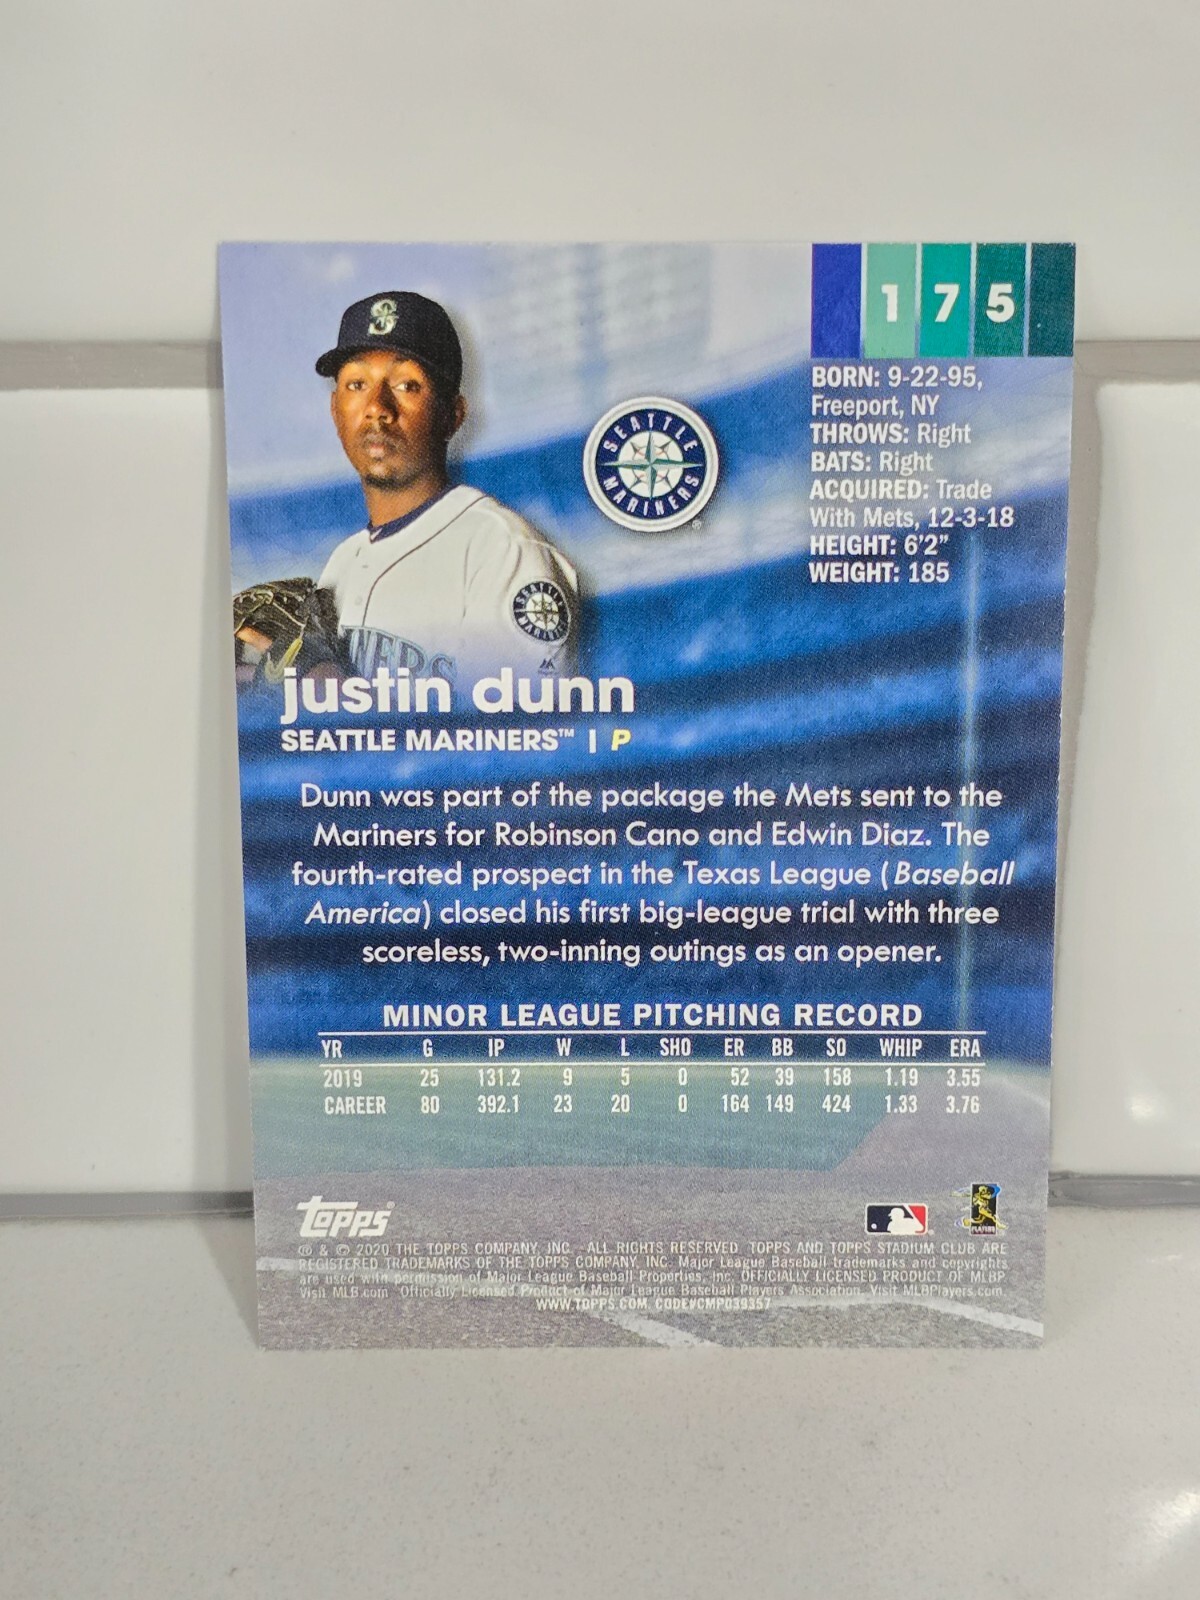 S
1 7 5
SEATTLE MARINERS
®
BORN: 9-22-95,
Freeport, NY
THROWS: Right
BATS: Right
ACQUIRED: Trade
With Mets, 12-3-18
HEIGHT: 6'2"
WEIGHT: 185
justin dunn
SEATTLE MARINERS™ | P
Dunn was part of the package the Mets sent to the
Mariners for Robinson Cano and Edwin Diaz. The
fourth-rated prospect in the Texas League (Baseball
America) closed his first big-league trial with three
scoreless, two-inning outings as an opener.
MINOR LEAGUE PITCHING RECORD
YR G IP W L SHO ER BB SO WHIP ERA
2019 25 131.2 9 5 0 52 39 158 1.19 3.55
CAREER 80 392.1 23 20 0 164 149 424 1.33 3.76
Topps
® & © 2020 THE TOPPS COMPANY, INC. ALL RIGHTS RESERVED. TOPPS AND TOPPS STADIUM CLUB ARE
REGISTERED TRADEMARKS OF THE TOPPS COMPANY, INC. Major League Baseball trademarks and copyrights
are used with permission of Major League Baseball Properties, Inc. OFFICIALLY LICENSED PRODUCT OF MLBP.
Visit MLB.com Officially Licensed Product of Major League Baseball Players Association. Visit MLBPlayers.com.
WWW.TOPPS.COM. CODE#CMP039357